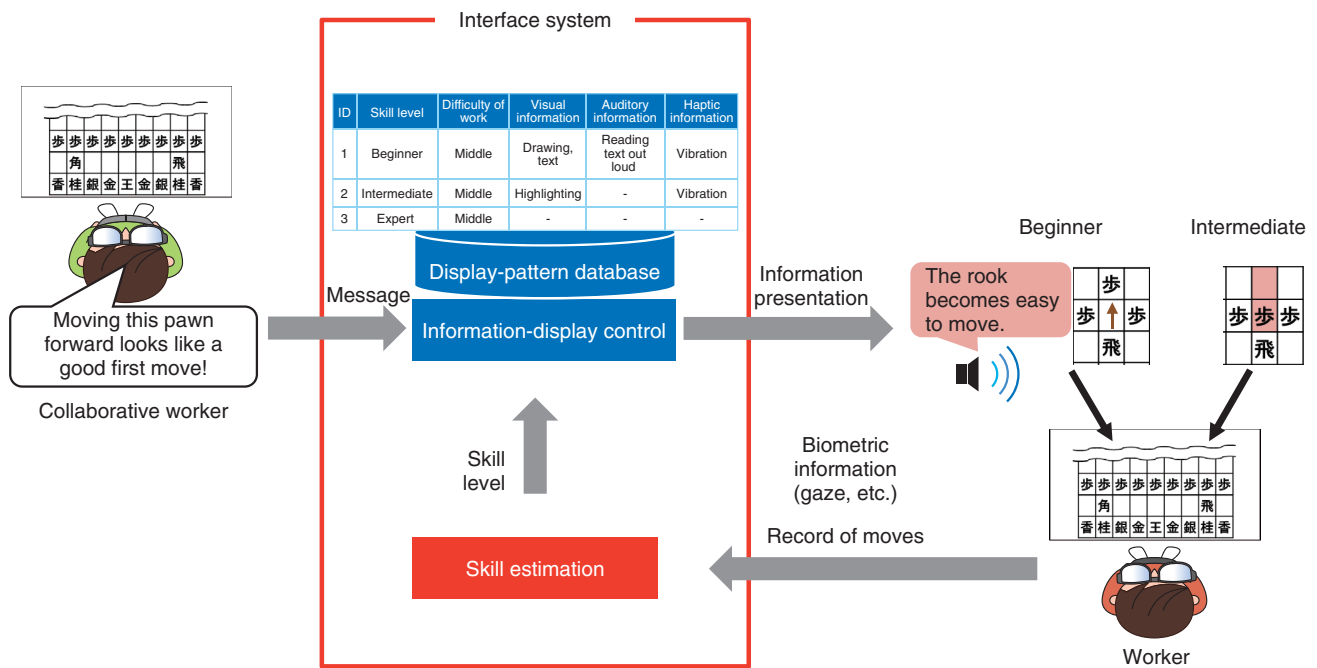 Interface system
ID Skill level Difficulty of work Visual information Auditory information Haptic information
1 Beginner Middle Drawing, text Reading text out loud Vibration
2 Intermediate Middle Highlighting - Vibration
3 Expert Middle - - -
Display-pattern database
Information-display control
歩歩歩歩歩歩歩歩歩
角 飛
香桂銀金王金銀桂香
Moving this pawn
forward looks like a
good first move!
Collaborative worker
Message
Skill
level
Skill estimation
Information
presentation
Beginner
The rook
becomes easy
to move.
歩
歩 歩
飛
Intermediate
歩歩歩
飛
Biometric
information
(gaze, etc.)
Record of moves
歩歩歩歩歩歩歩歩歩
角 飛
香桂銀金王金銀桂香
Worker